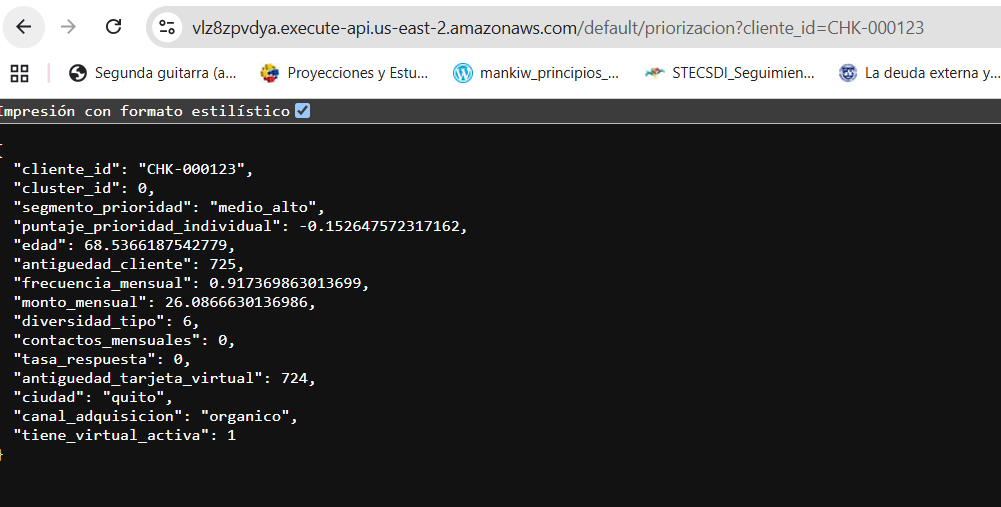 vlz8zpvdya.execute-api.us-east-2.amazonaws.com/default/priorizacion?cliente_id=CHK-000123
Segunda guitarra (a... Proyecciones y Estu... mankiw_principios_... STECSDI_Seguimien... La deuda externa y...
Impresión con formato estilístico
{
"cliente_id": "CHK-000123",
"cluster_id": 0,
"segmento_prioridad": "medio_alto",
"puntaje_prioridad_individual": -0.152647572317162,
"edad": 68.5366187542779,
"antiguedad_cliente": 725,
"frecuencia_mensual": 0.917369863013699,
"monto_mensual": 26.0866630136986,
"diversidad_tipo": 6,
"contactos_mensuales": 0,
"tasa_respuesta": 0,
"antiguedad_tarjeta_virtual": 724,
"ciudad": "quito",
"canal_adquisicion": "organico",
"tiene_virtual_activa": 1
}